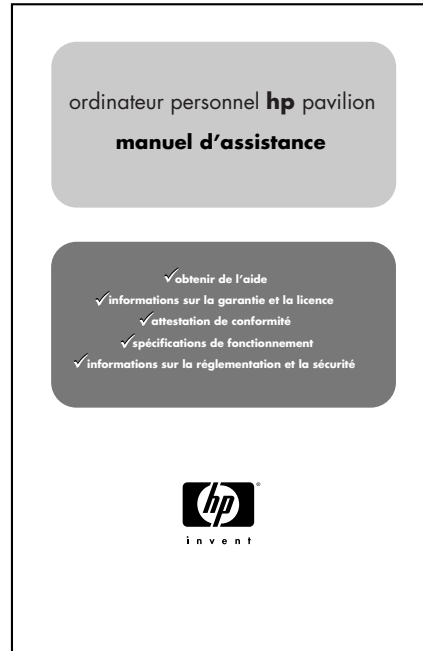 ordinateur personnel hp pavilion
manuel d'assistance
✓obtenir de l'aide
✓informations sur la garantie et la licence
✓attestation de conformité
✓spécifications de fonctionnement
✓informations sur la réglementation et la sécurité
hp®
invent